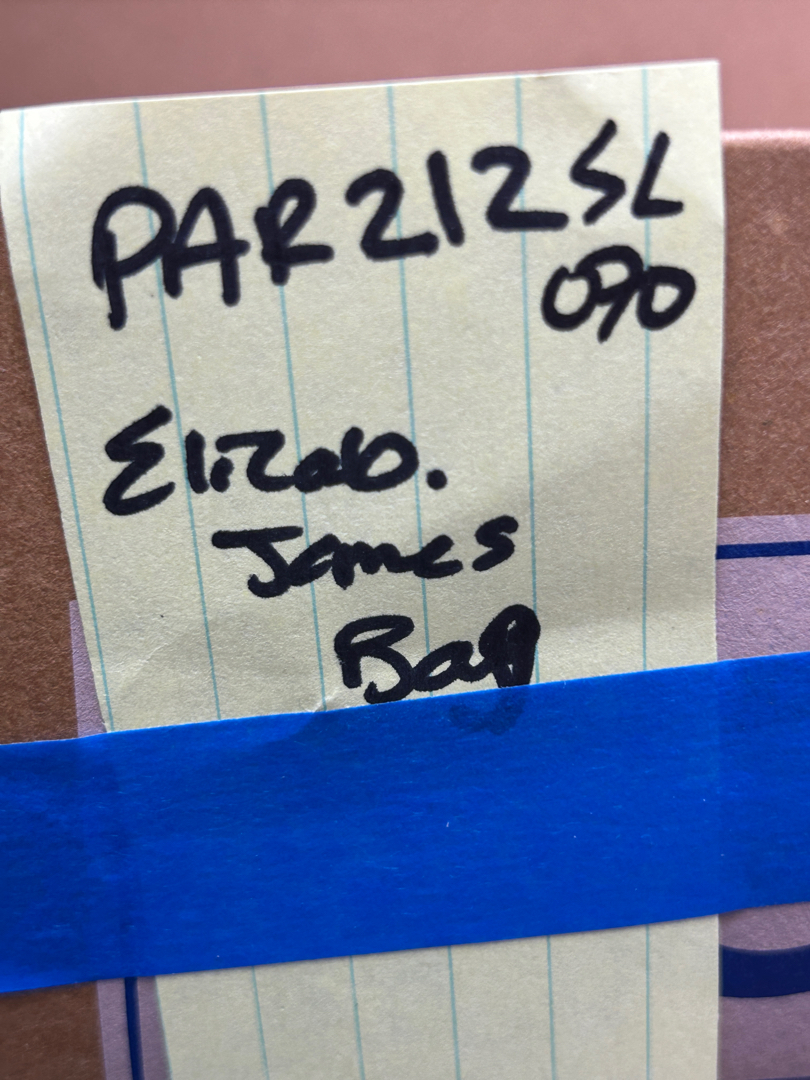 PAR212SL
090
Elizab.
James
Bag